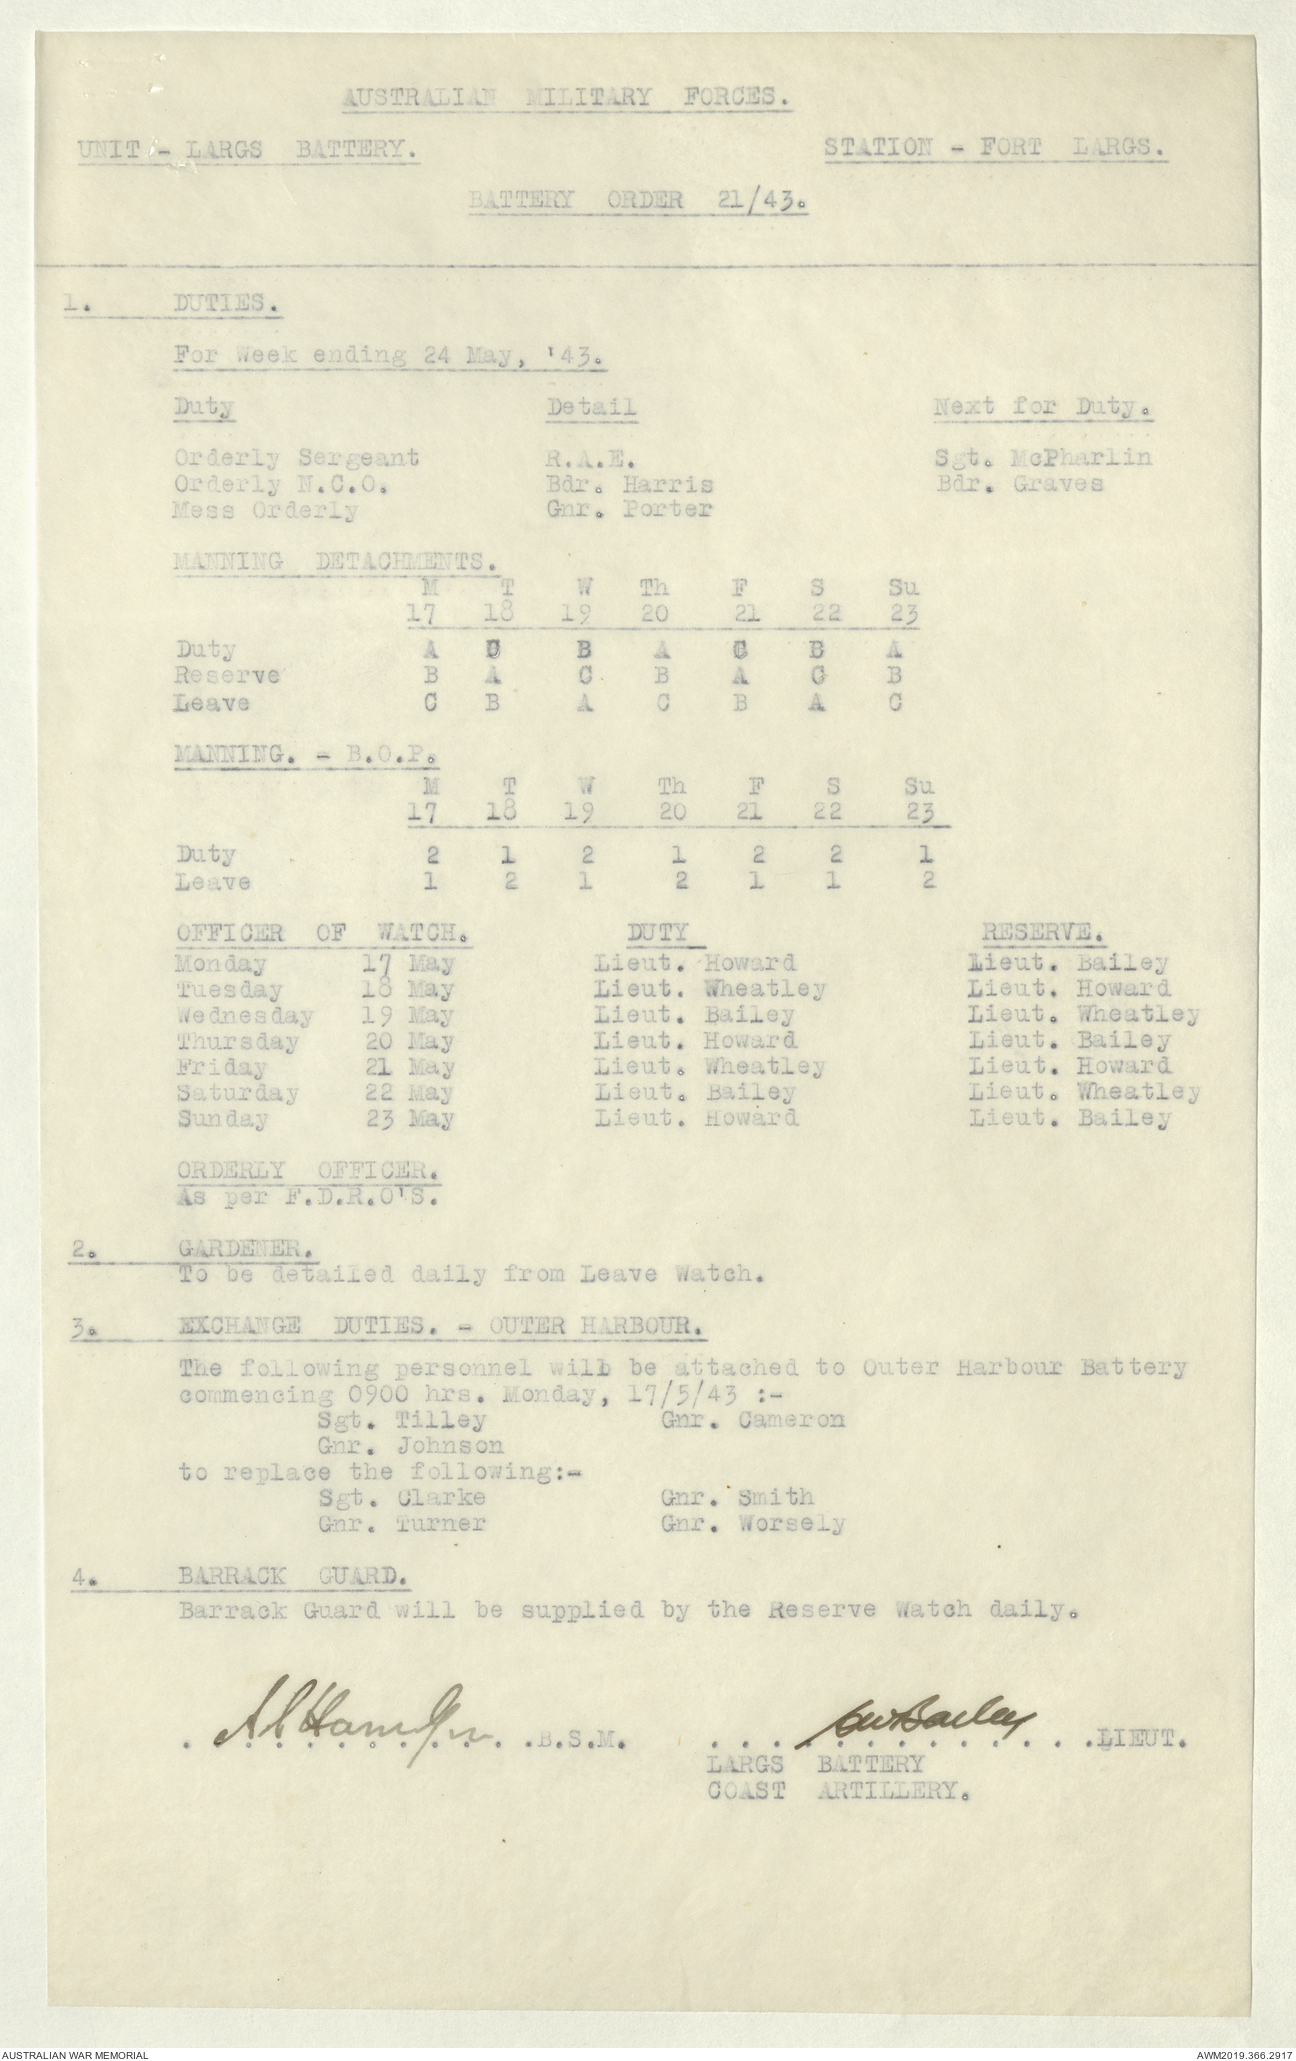 AUSTRALIAN MILITARY FORCES.
UNIT - LARGS BATTERY. STATION - FORT LARGS.
BATTERY ORDER 21/43.
1. DUTIES.
For Week ending 24 May, '43.
Duty Detail Next for Duty.
Orderly Sergeant R.A.E. Sgt. McPharlin
Orderly N.C.O. Bdr. Harris Bdr. Graves
Mess Orderly Gnr. Porter
MANNING DETACHMENTS.
M T W Th F S Su
17 18 19 20 21 22 23
Duty A C B A C B A
Reserve B A C B A C B
Leave C B A C B A C
MANNING. - B.O.P.
M T W Th F S Su
17 18 19 20 21 22 23
Duty 2 1 2 1 2 2 1
Leave 1 2 1 2 1 1 2
OFFICER OF WATCH. DUTY RESERVE.
Monday 17 May Lieut. Howard Lieut. Bailey
Tuesday 18 May Lieut. Wheatley Lieut. Howard
Wednesday 19 May Lieut. Bailey Lieut. Wheatley
Thursday 20 May Lieut. Howard Lieut. Bailey
Friday 21 May Lieut. Wheatley Lieut. Howard
Saturday 22 May Lieut. Bailey Lieut. Wheatley
Sunday 23 May Lieut. Howard Lieut. Bailey
ORDERLY OFFICER.
As per F.D.R.O'S.
2. GARDENER.
To be detailed daily from Leave Watch.
3. EXCHANGE DUTIES. - OUTER HARBOUR.
The following personnel will be attached to Outer Harbour Battery
commencing 0900 hrs. Monday, 17/5/43 :-
Sgt. Tilley Gnr. Cameron
Gnr. Johnson
to replace the following:-
Sgt. Clarke Gnr. Smith
Gnr. Turner Gnr. Worsely
4. BARRACK GUARD.
Barrack Guard will be supplied by the Reserve Watch daily.
. . . . . . . . . . . .B.S.M. . . . . . . . . . . . . .LIEUT.
Bailey
LARGS BATTERY
COAST ARTILLERY.
AUSTRALIAN WAR MEMORIAL AWM2019.366.2917